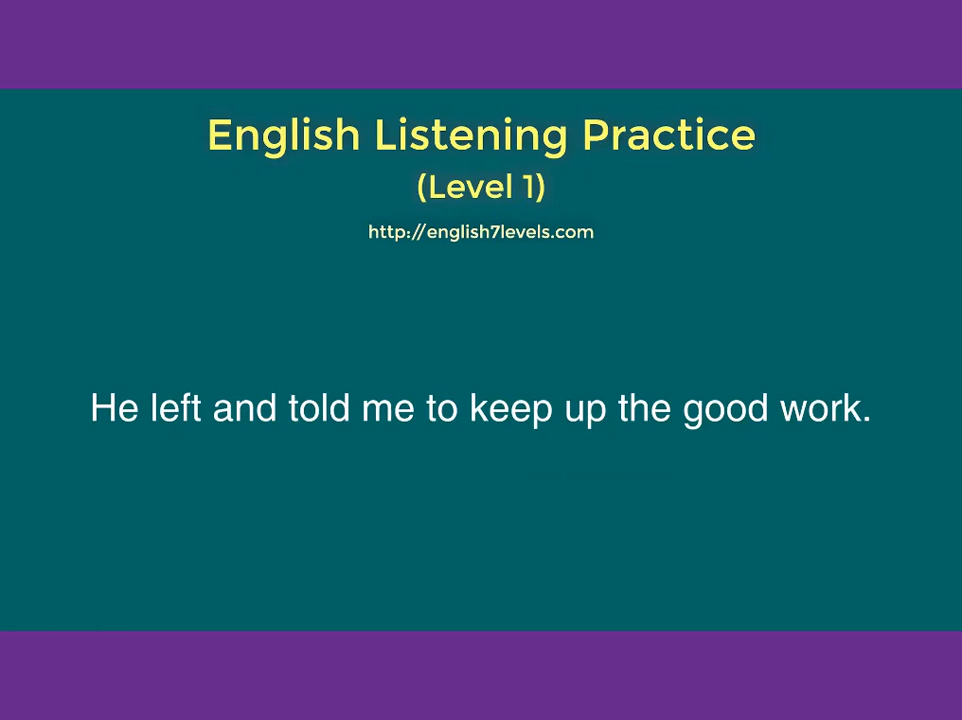 English Listening Practice
(Level 1)
http://english7levels.com
He left and told me to keep up the good work.